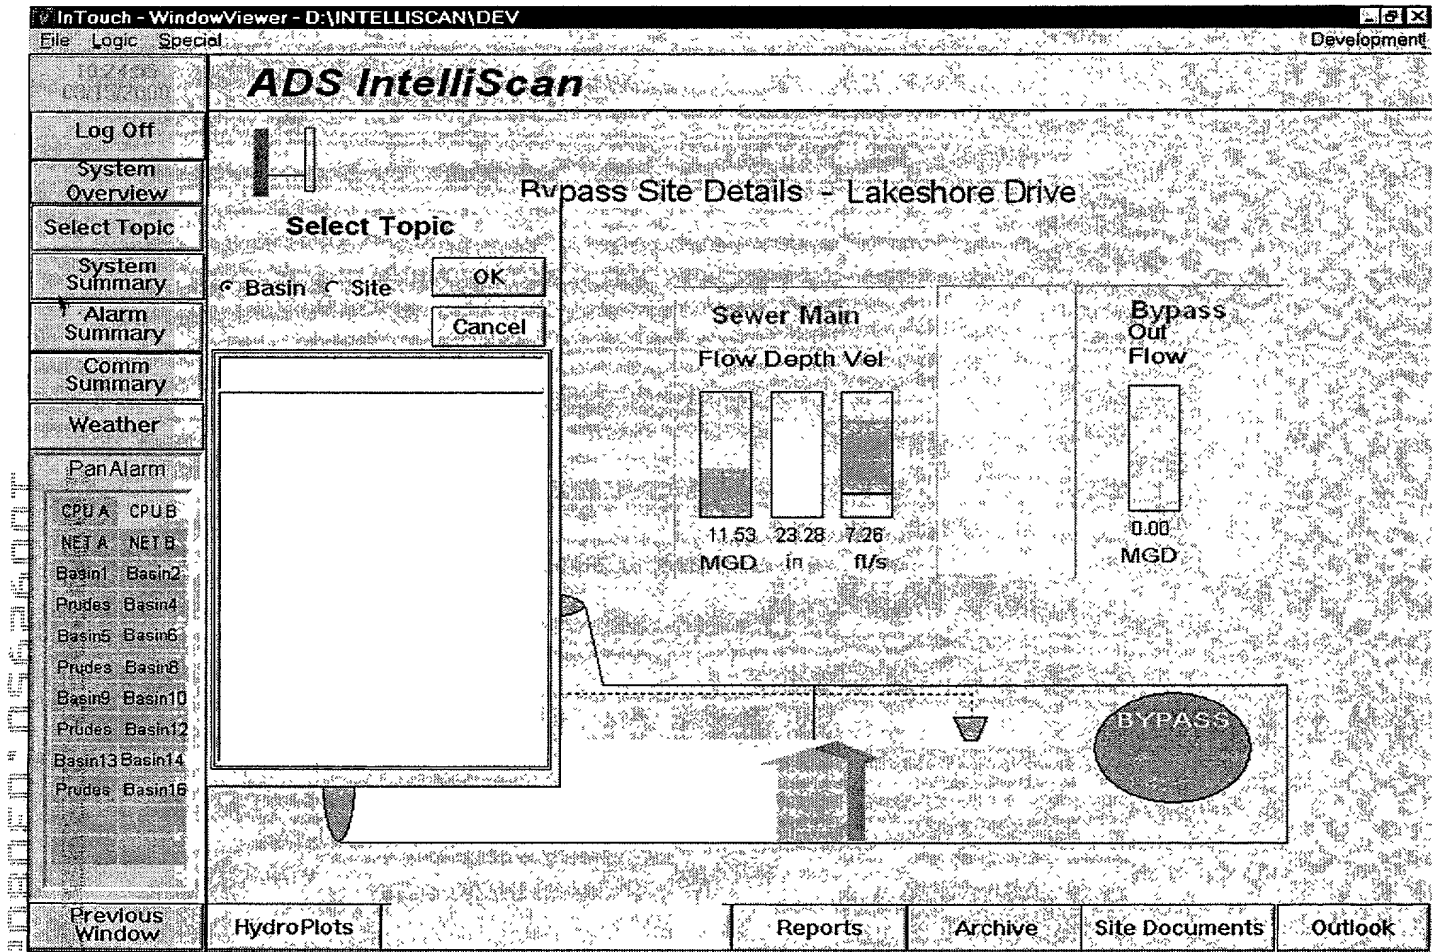 InTouch - WindowViewer - D:\INTELLISCAN\DEV
File Logic Special
Development!
ADS IntelliScan
Log Off
System
Overview
Select Topic
System
Summary
Alarm
Summary
Comm
Summary
Weather
PanAlarm
CPU A CPU B
NET A NET B
Basin1 Basin2
Prudes Basin4
Basin5 Basin6
Prudes Basin8
Basin9 Basin10
Prudes Basin12
Basin13 Basin14
Prudes Basin16
Previous
Window
Bypass Site Details - Lakeshore Drive
Select Topic
Basin Site
OK
Cancel
Sewer Main
Flow Depth Vel
11.53 23.28 7.26
MGD in ft/s
Bypass
Out
Flow
0.00
MGD
BYPASS
HydroPlots
Reports
Archive
Site Documents
Outlook